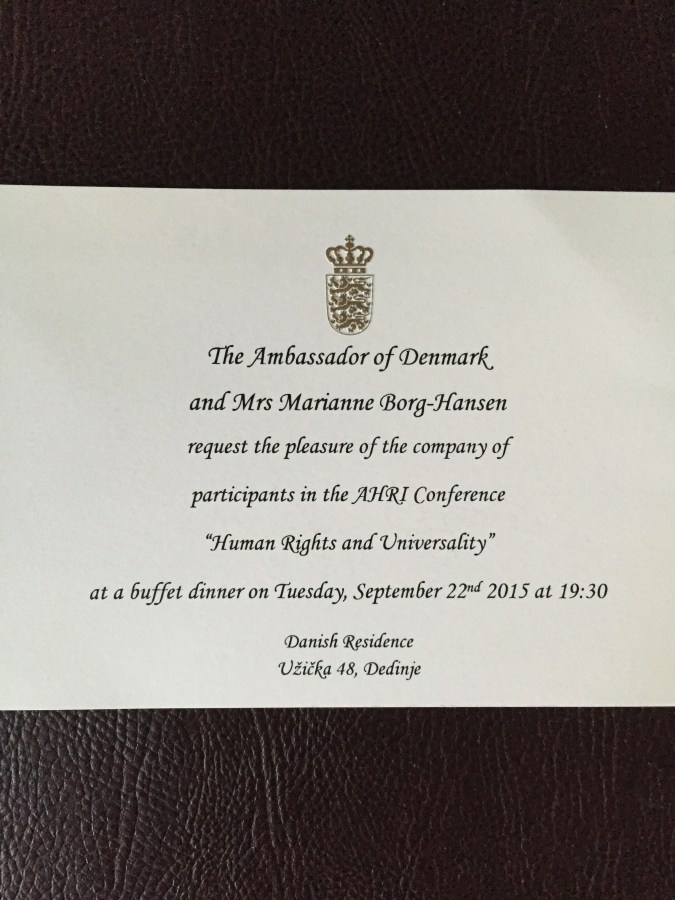 The Ambassador of Denmark
and Mrs Marianne Borg-Hansen
request the pleasure of the company of
participants in the AHRI Conference
“Human Rights and Universality”
at a buffet dinner on Tuesday, September 22nd 2015 at 19:30
Danish Residence
Užička 48, Dedinje